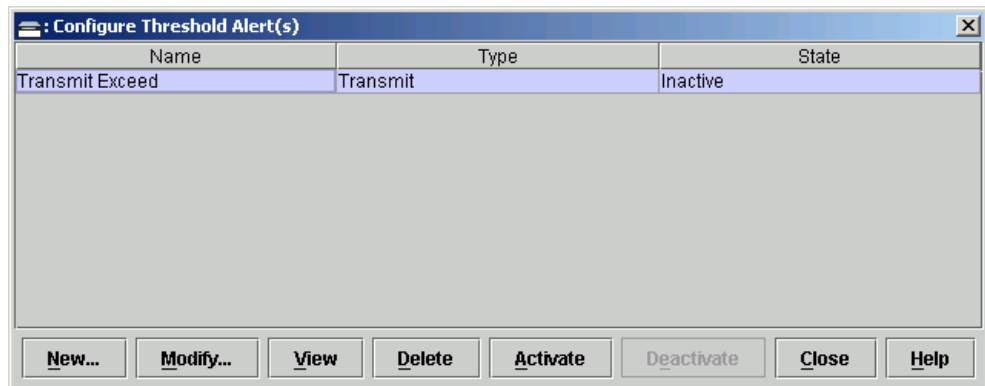 : Configure Threshold Alert(s)
Name Type State
Transmit Exceed Transmit Inactive
New... Modify... View Delete Activate Deactivate Close Help